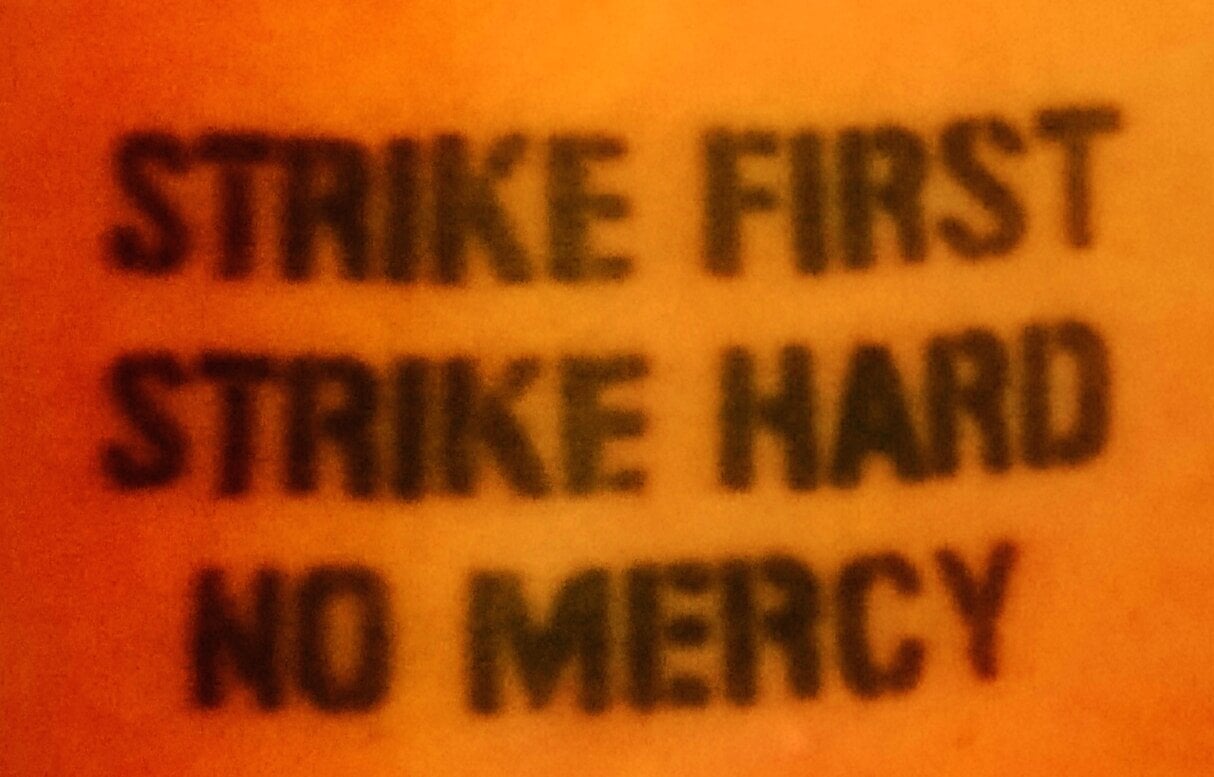 STRIKE FIRST
STRIKE HARD
NO MERCY